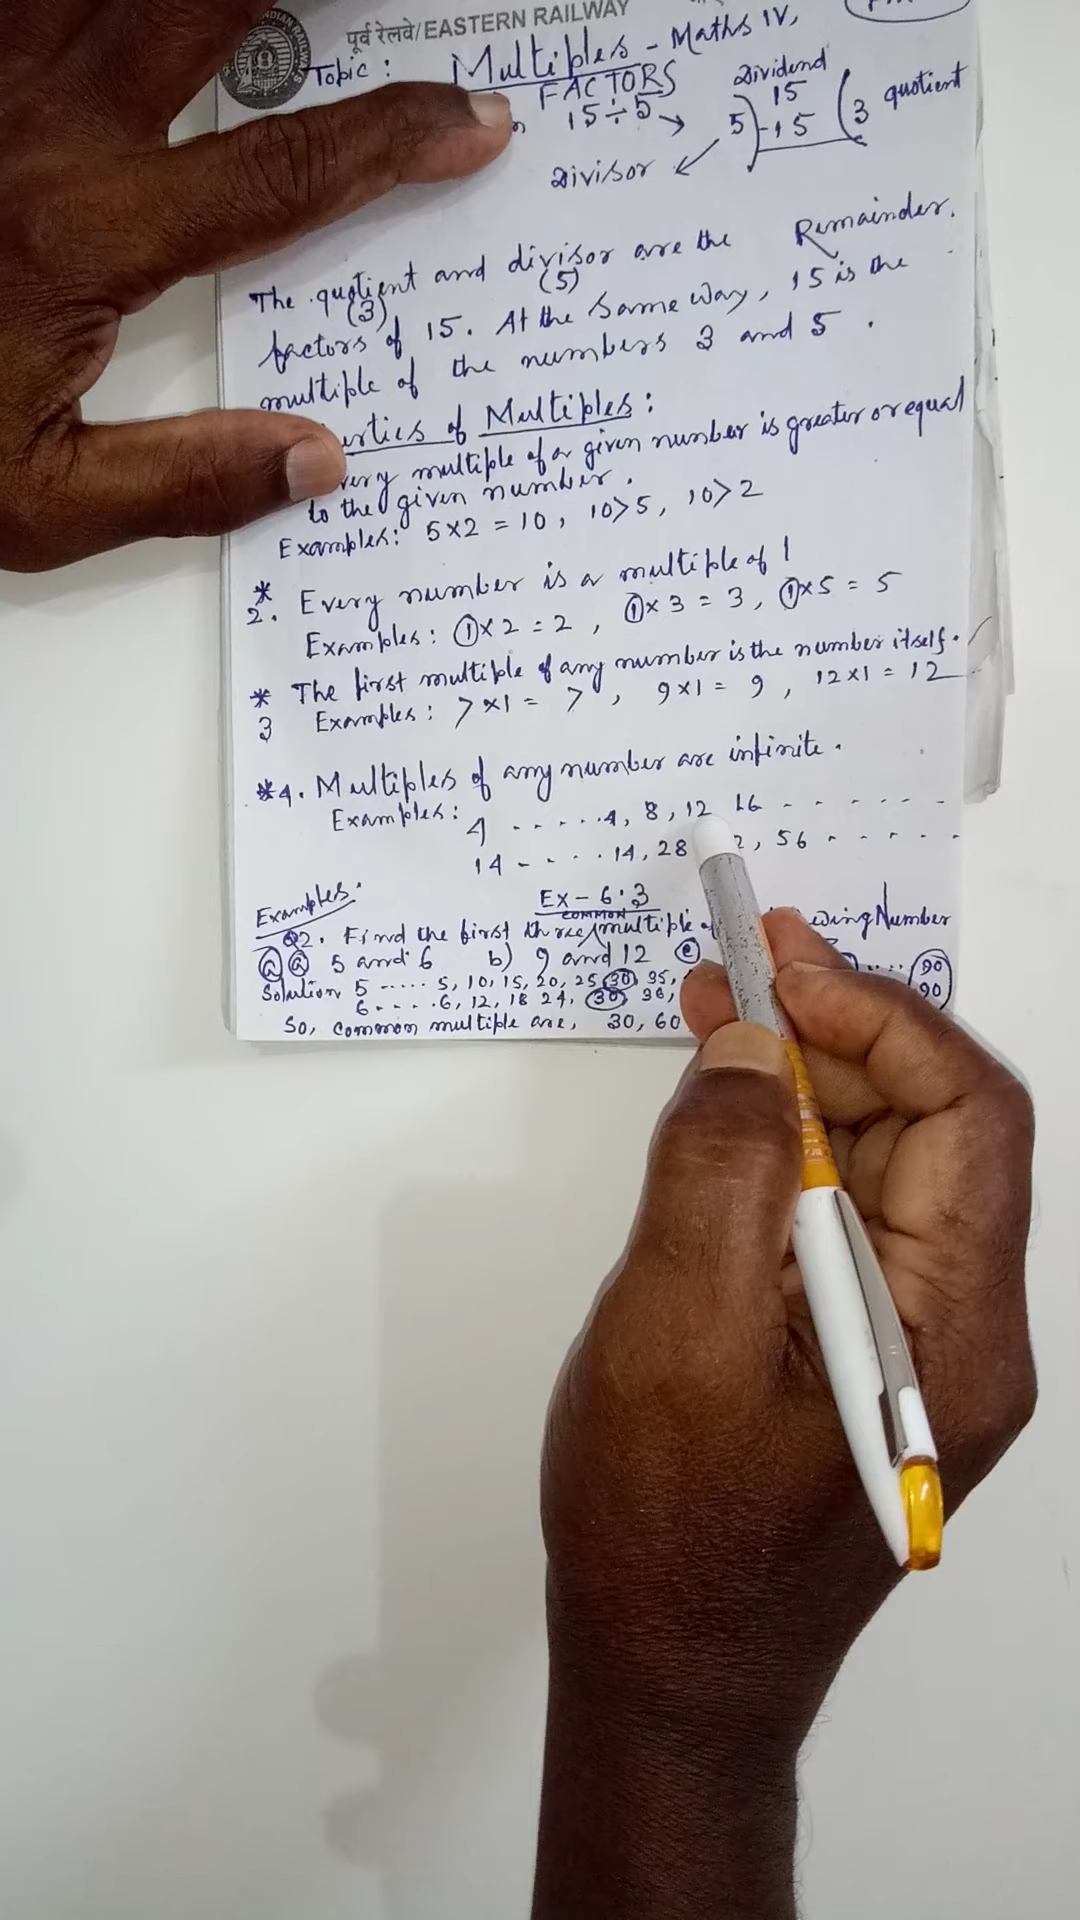 पूर्व रेलवे/EASTERN RAILWAY
Topic : Multiples - Maths IV,
FACTORS
15÷5 → Dividend
5) 15 (3 quotient
-15
Divisor
Remainder.
The quotient and divisor are the
(3) (5)
factors of 15. At the same way, 15 is the
multiple of the numbers 3 and 5.
erties of Multiples:
very multiple of a given number is greater or equal
to the given number.
Examples: 5×2 = 10, 10>5, 10>2
* 2. Every number is a multiple of 1
Examples: 1×2 = 2, 1×3 = 3, 1×5 = 5
* 3 The first multiple of any number is the number itself.
Examples: 7×1 = 7, 9×1 = 9, 12×1 = 12
*4. Multiples of any number are infinite.
Examples: 4 ..... 4, 8, 12 16 - - - - - - -
14 - - - . 14, 28 2, 56 - - - - - -
Examples. Ex - 6.3
COMMON
Q2. Find the first three/multiple wing Number
a a 5 and 6 b) 9 and 12 e
Solution 5 ..... 5, 10, 15, 20, 25 30, 35, .... 90
6 .... 6, 12, 18 24, 30, 36, 90
So, common multiple are, 30, 60